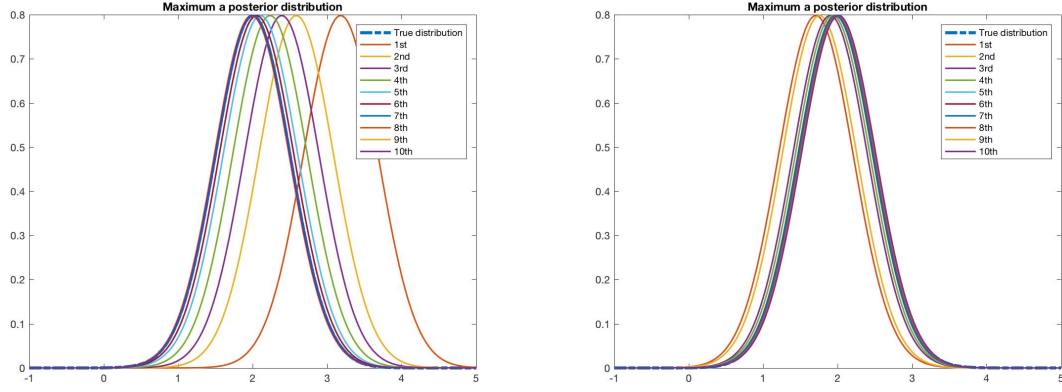 Maximum a posterior distribution
0.8
0.7
0.6
0.5
0.4
0.3
0.2
0.1
0
-1
0
1
2
3
4
5
True distribution
1st
2nd
3rd
4th
5th
6th
7th
8th
9th
10th
Maximum a posterior distribution
0.8
0.7
0.6
0.5
0.4
0.3
0.2
0.1
0
-1
0
1
2
3
4
5
True distribution
1st
2nd
3rd
4th
5th
6th
7th
8th
9th
10th